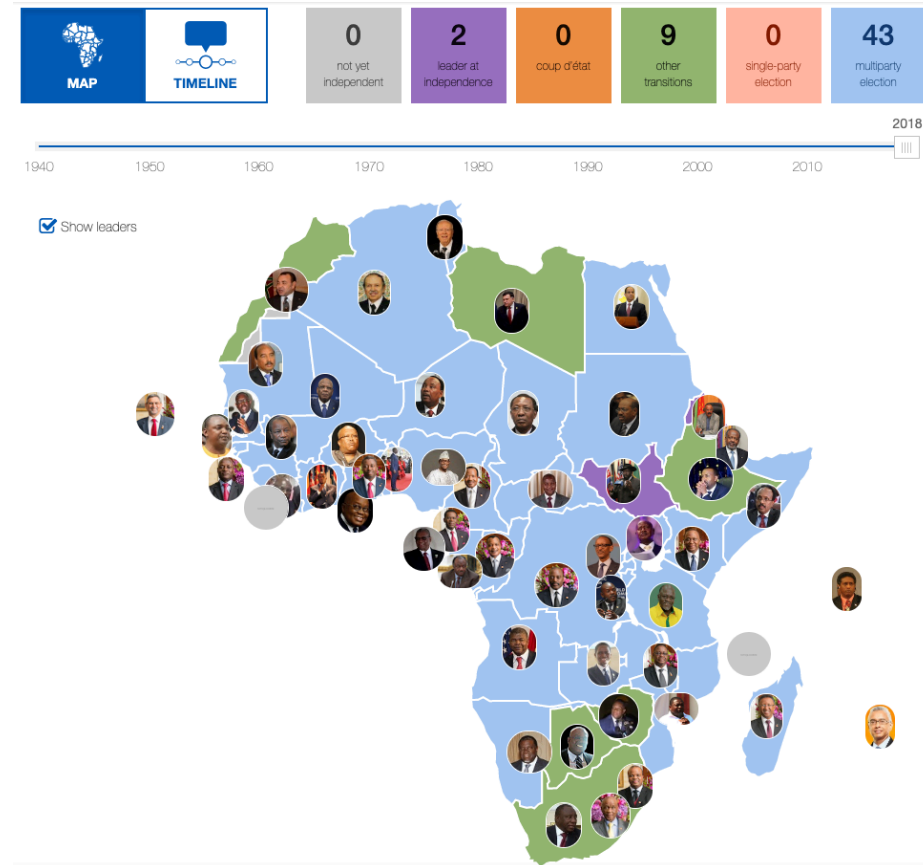 0
not yet
independent
2
leader at
independence
0
coup d'état
9
other
transitions
0
single-party
election
43
multiparty
election
MAP
TIMELINE
2018
1940
1950
1960
1970
1980
1990
2000
2010
Show leaders